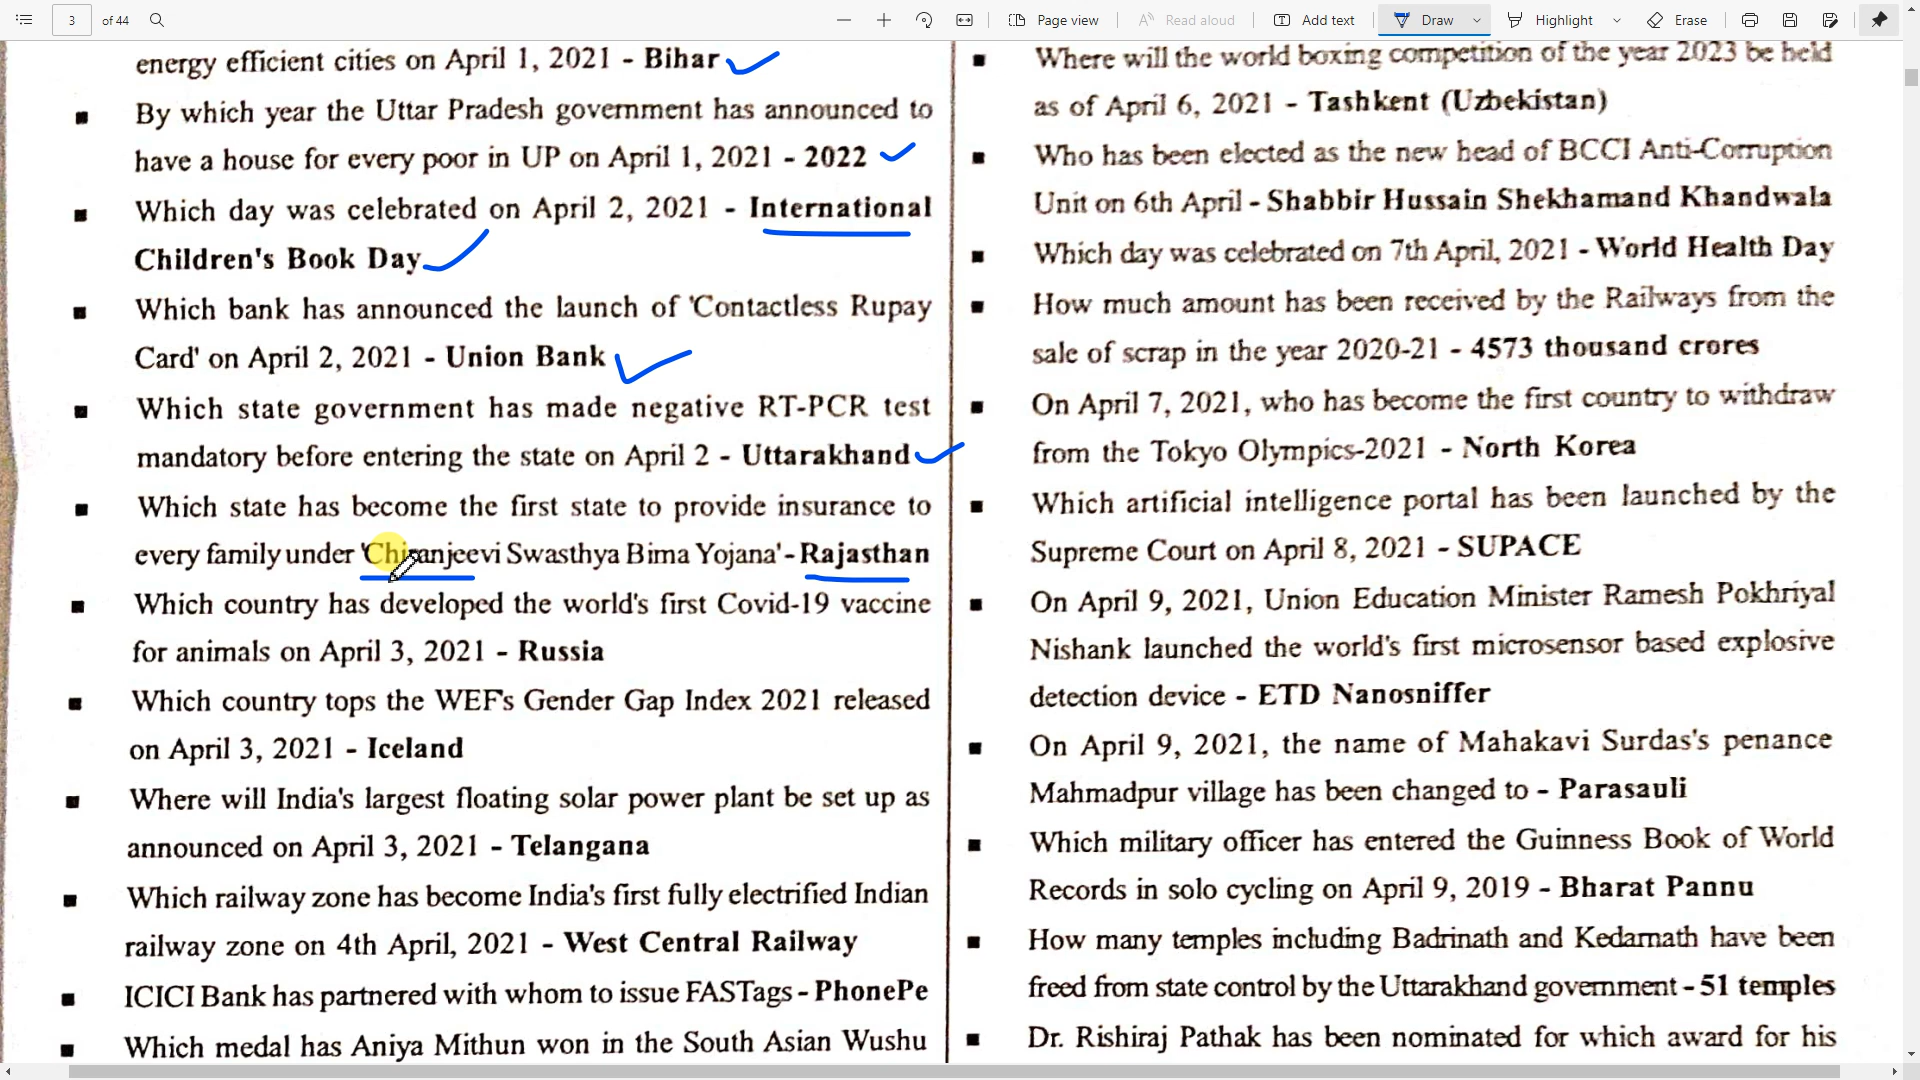 3 of 44 Page view Read aloud Add text Draw Highlight Erase
energy efficient cities on April 1, 2021 - Bihar
▪ By which year the Uttar Pradesh government has announced to
have a house for every poor in UP on April 1, 2021 - 2022
▪ Which day was celebrated on April 2, 2021 - International
Children's Book Day
▪ Which bank has announced the launch of 'Contactless Rupay
Card' on April 2, 2021 - Union Bank
▪ Which state government has made negative RT-PCR test
mandatory before entering the state on April 2 - Uttarakhand
▪ Which state has become the first state to provide insurance to
every family under 'Chiranjeevi Swasthya Bima Yojana' - Rajasthan
▪ Which country has developed the world's first Covid-19 vaccine
for animals on April 3, 2021 - Russia
▪ Which country tops the WEF's Gender Gap Index 2021 released
on April 3, 2021 - Iceland
▪ Where will India's largest floating solar power plant be set up as
announced on April 3, 2021 - Telangana
▪ Which railway zone has become India's first fully electrified Indian
railway zone on 4th April, 2021 - West Central Railway
▪ ICICI Bank has partnered with whom to issue FASTags - PhonePe
▪ Which medal has Aniya Mithun won in the South Asian Wushu
▪ Where will the world boxing competition of the year 2023 be held
as of April 6, 2021 - Tashkent (Uzbekistan)
▪ Who has been elected as the new head of BCCI Anti-Corruption
Unit on 6th April - Shabbir Hussain Shekhamand Khandwala
▪ Which day was celebrated on 7th April, 2021 - World Health Day
▪ How much amount has been received by the Railways from the
sale of scrap in the year 2020-21 - 4573 thousand crores
▪ On April 7, 2021, who has become the first country to withdraw
from the Tokyo Olympics-2021 - North Korea
▪ Which artificial intelligence portal has been launched by the
Supreme Court on April 8, 2021 - SUPACE
▪ On April 9, 2021, Union Education Minister Ramesh Pokhriyal
Nishank launched the world's first microsensor based explosive
detection device - ETD Nanosniffer
▪ On April 9, 2021, the name of Mahakavi Surdas's penance
Mahmadpur village has been changed to - Parasauli
▪ Which military officer has entered the Guinness Book of World
Records in solo cycling on April 9, 2019 - Bharat Pannu
▪ How many temples including Badrinath and Kedarnath have been
freed from state control by the Uttarakhand government - 51 temples
▪ Dr. Rishiraj Pathak has been nominated for which award for his